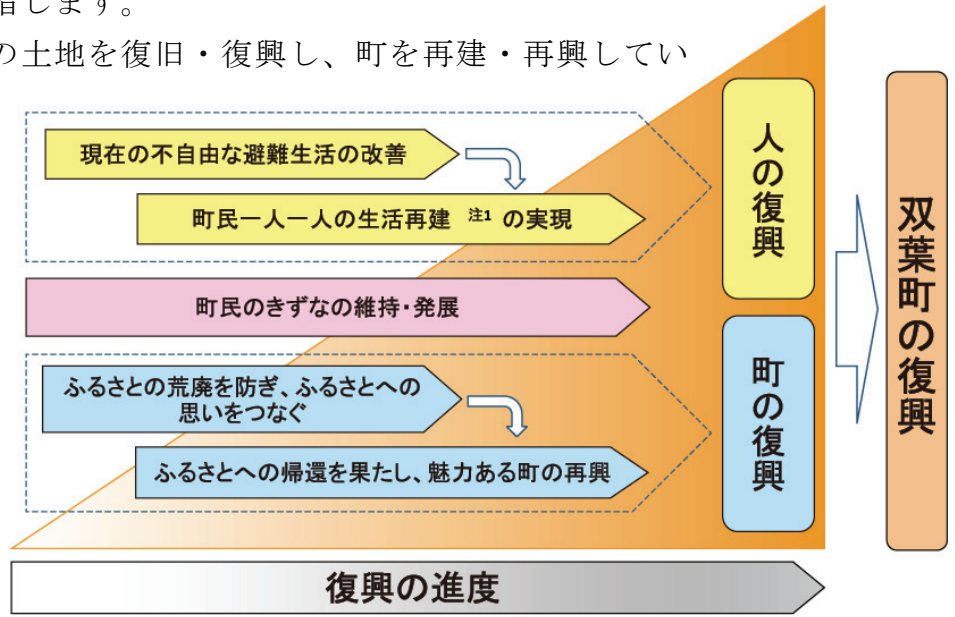 指します。
の土地を復旧・復興し、町を再建・再興してい
現在の不自由な避難生活の改善
町民一人一人の生活再建 注1 の実現
人の復興
町民のきずなの維持・発展
ふるさとの荒廃を防ぎ、ふるさとへの
思いをつなぐ
ふるさとへの帰還を果たし、魅力ある町の再興
町の復興
双葉町の復興
復興の進度